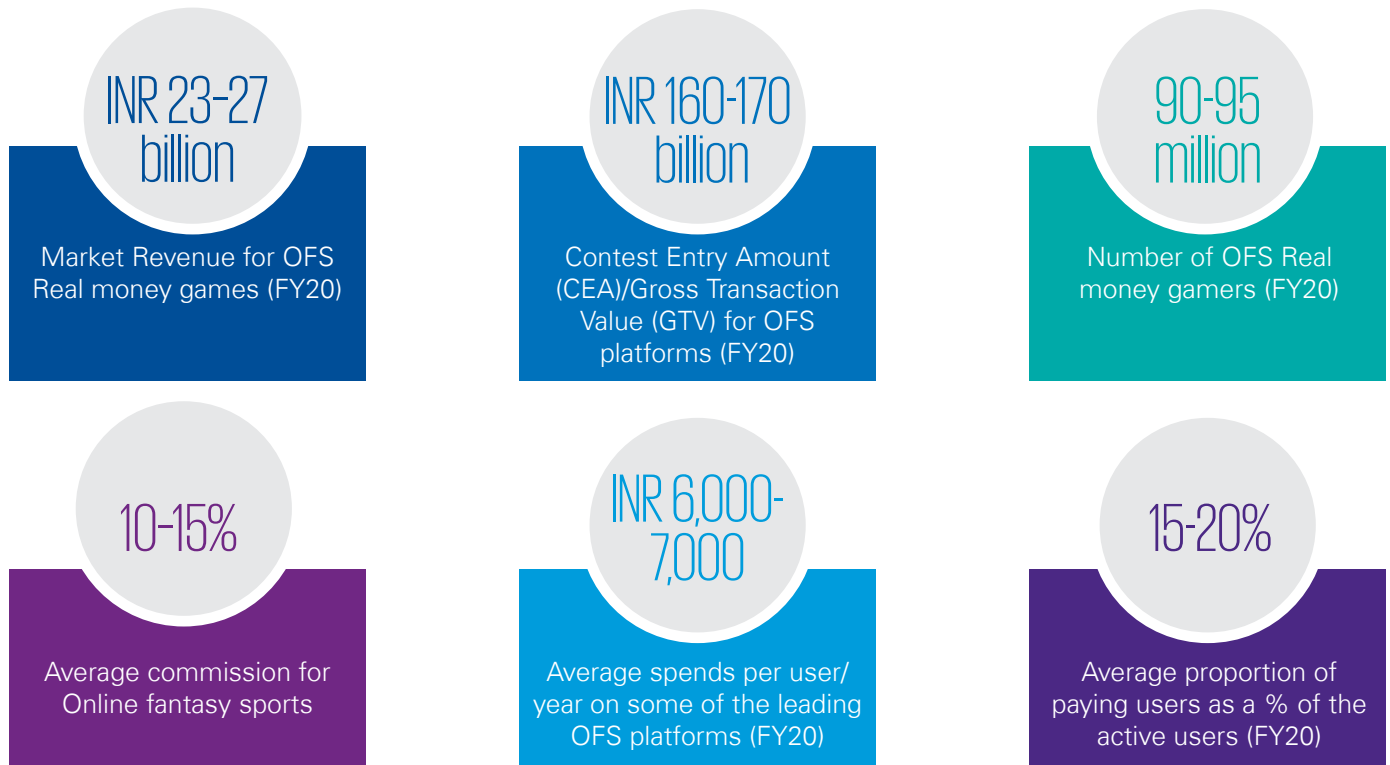 INR 23-27
billion
Market Revenue for OFS
Real money games (FY20)
INR 160-170
billion
Contest Entry Amount
(CEA)/Gross Transaction
Value (GTV) for OFS
platforms (FY20)
90-95
million
Number of OFS Real
money gamers (FY20)
10-15%
Average commission for
Online fantasy sports
INR 6,000-
7,000
Average spends per user/
year on some of the leading
OFS platforms (FY20)
15-20%
Average proportion of
paying users as a % of the
active users (FY20)